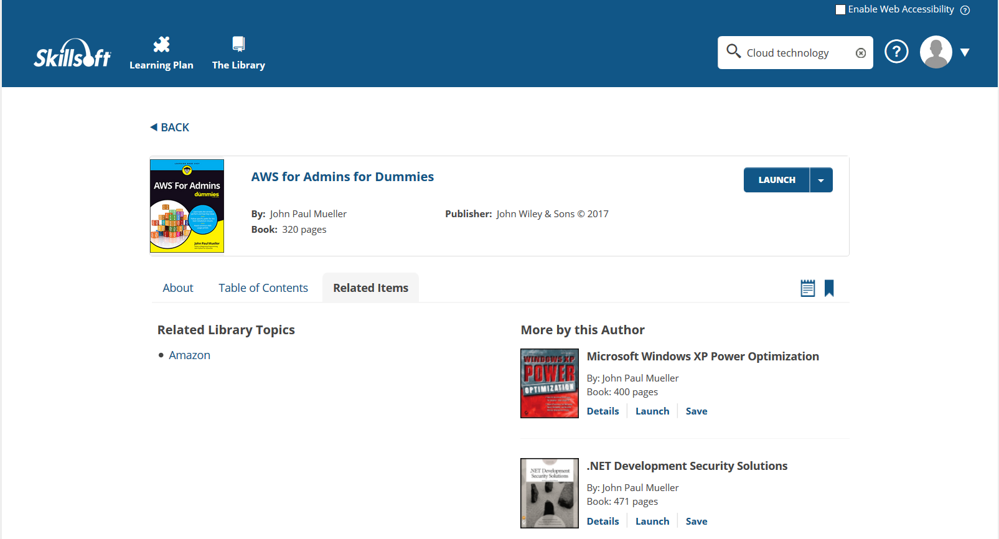 Enable Web Accessibility ?
Skillsoft
Learning Plan
The Library
Cloud technology
?
BACK
AWS For Admins
dummies
John Paul Mueller
AWS for Admins for Dummies
LAUNCH
By: John Paul Mueller
Publisher: John Wiley & Sons © 2017
Book: 320 pages
About
Table of Contents
Related Items
Related Library Topics
• Amazon
More by this Author
WINDOWS XP
POWER
OPTIMIZATION
Microsoft Windows XP Power Optimization
By: John Paul Mueller
Book: 400 pages
Details
Launch
Save
.NET Development
Security Solutions
.NET Development Security Solutions
By: John Paul Mueller
Book: 471 pages
Details
Launch
Save